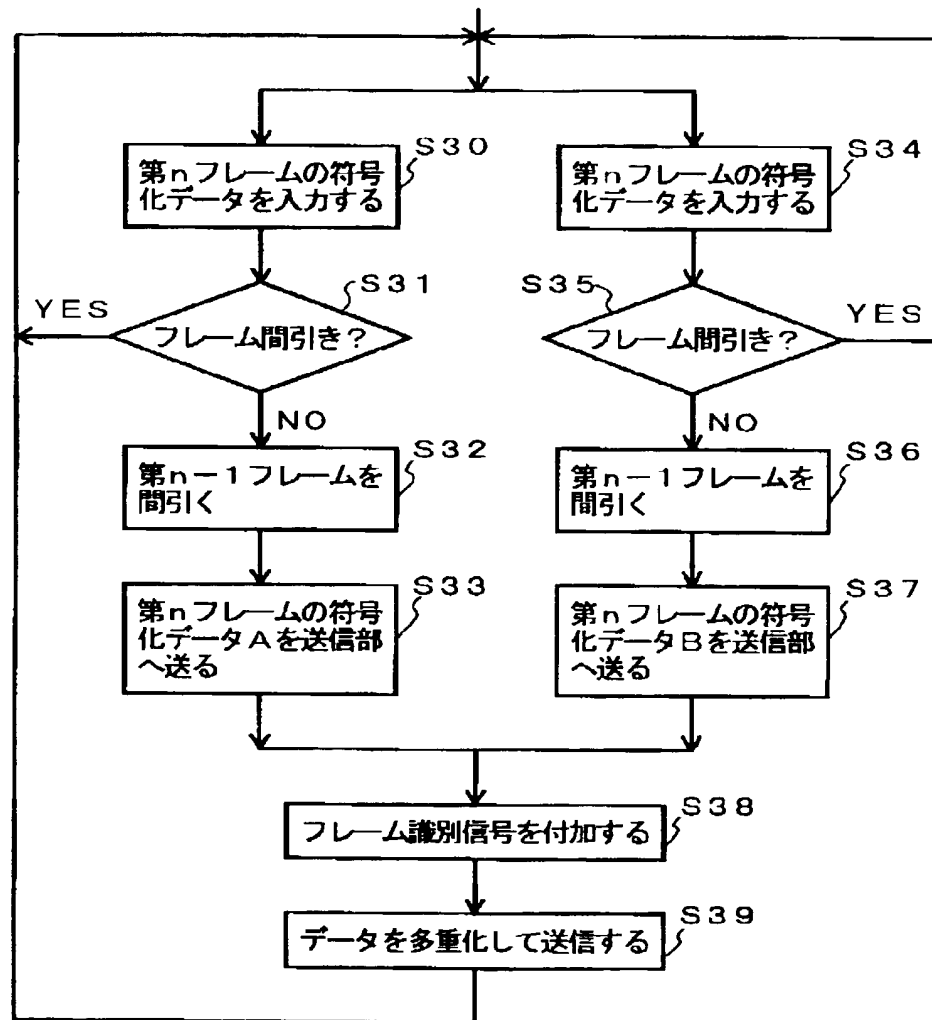 S30
第nフレームの符号
化データを入力する
S34
第nフレームの符号
化データを入力する
S31
YES
フレーム間引き?
NO
S35
フレーム間引き?
YES
NO
S32
第n−1フレームを
間引く
S36
第n−1フレームを
間引く
S33
第nフレームの符号
化データAを送信部
へ送る
S37
第nフレームの符号
化データBを送信部
へ送る
S38
フレーム識別信号を付加する
S39
データを多重化して送信する